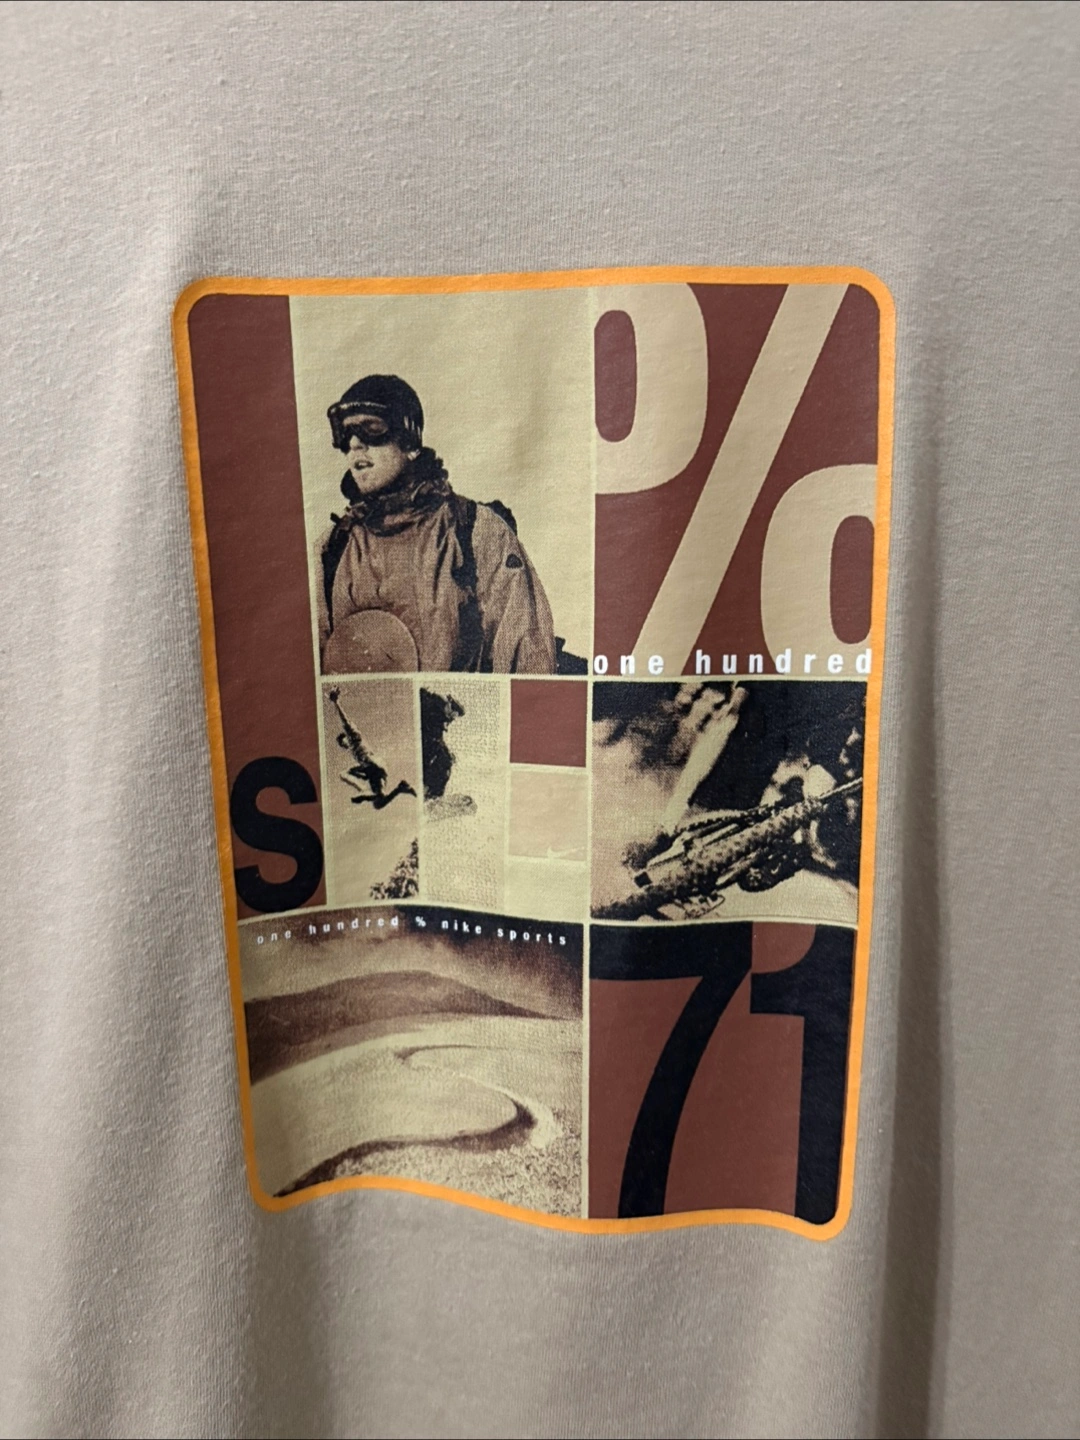 %
one hundred
s
one hundred % nike sports
71